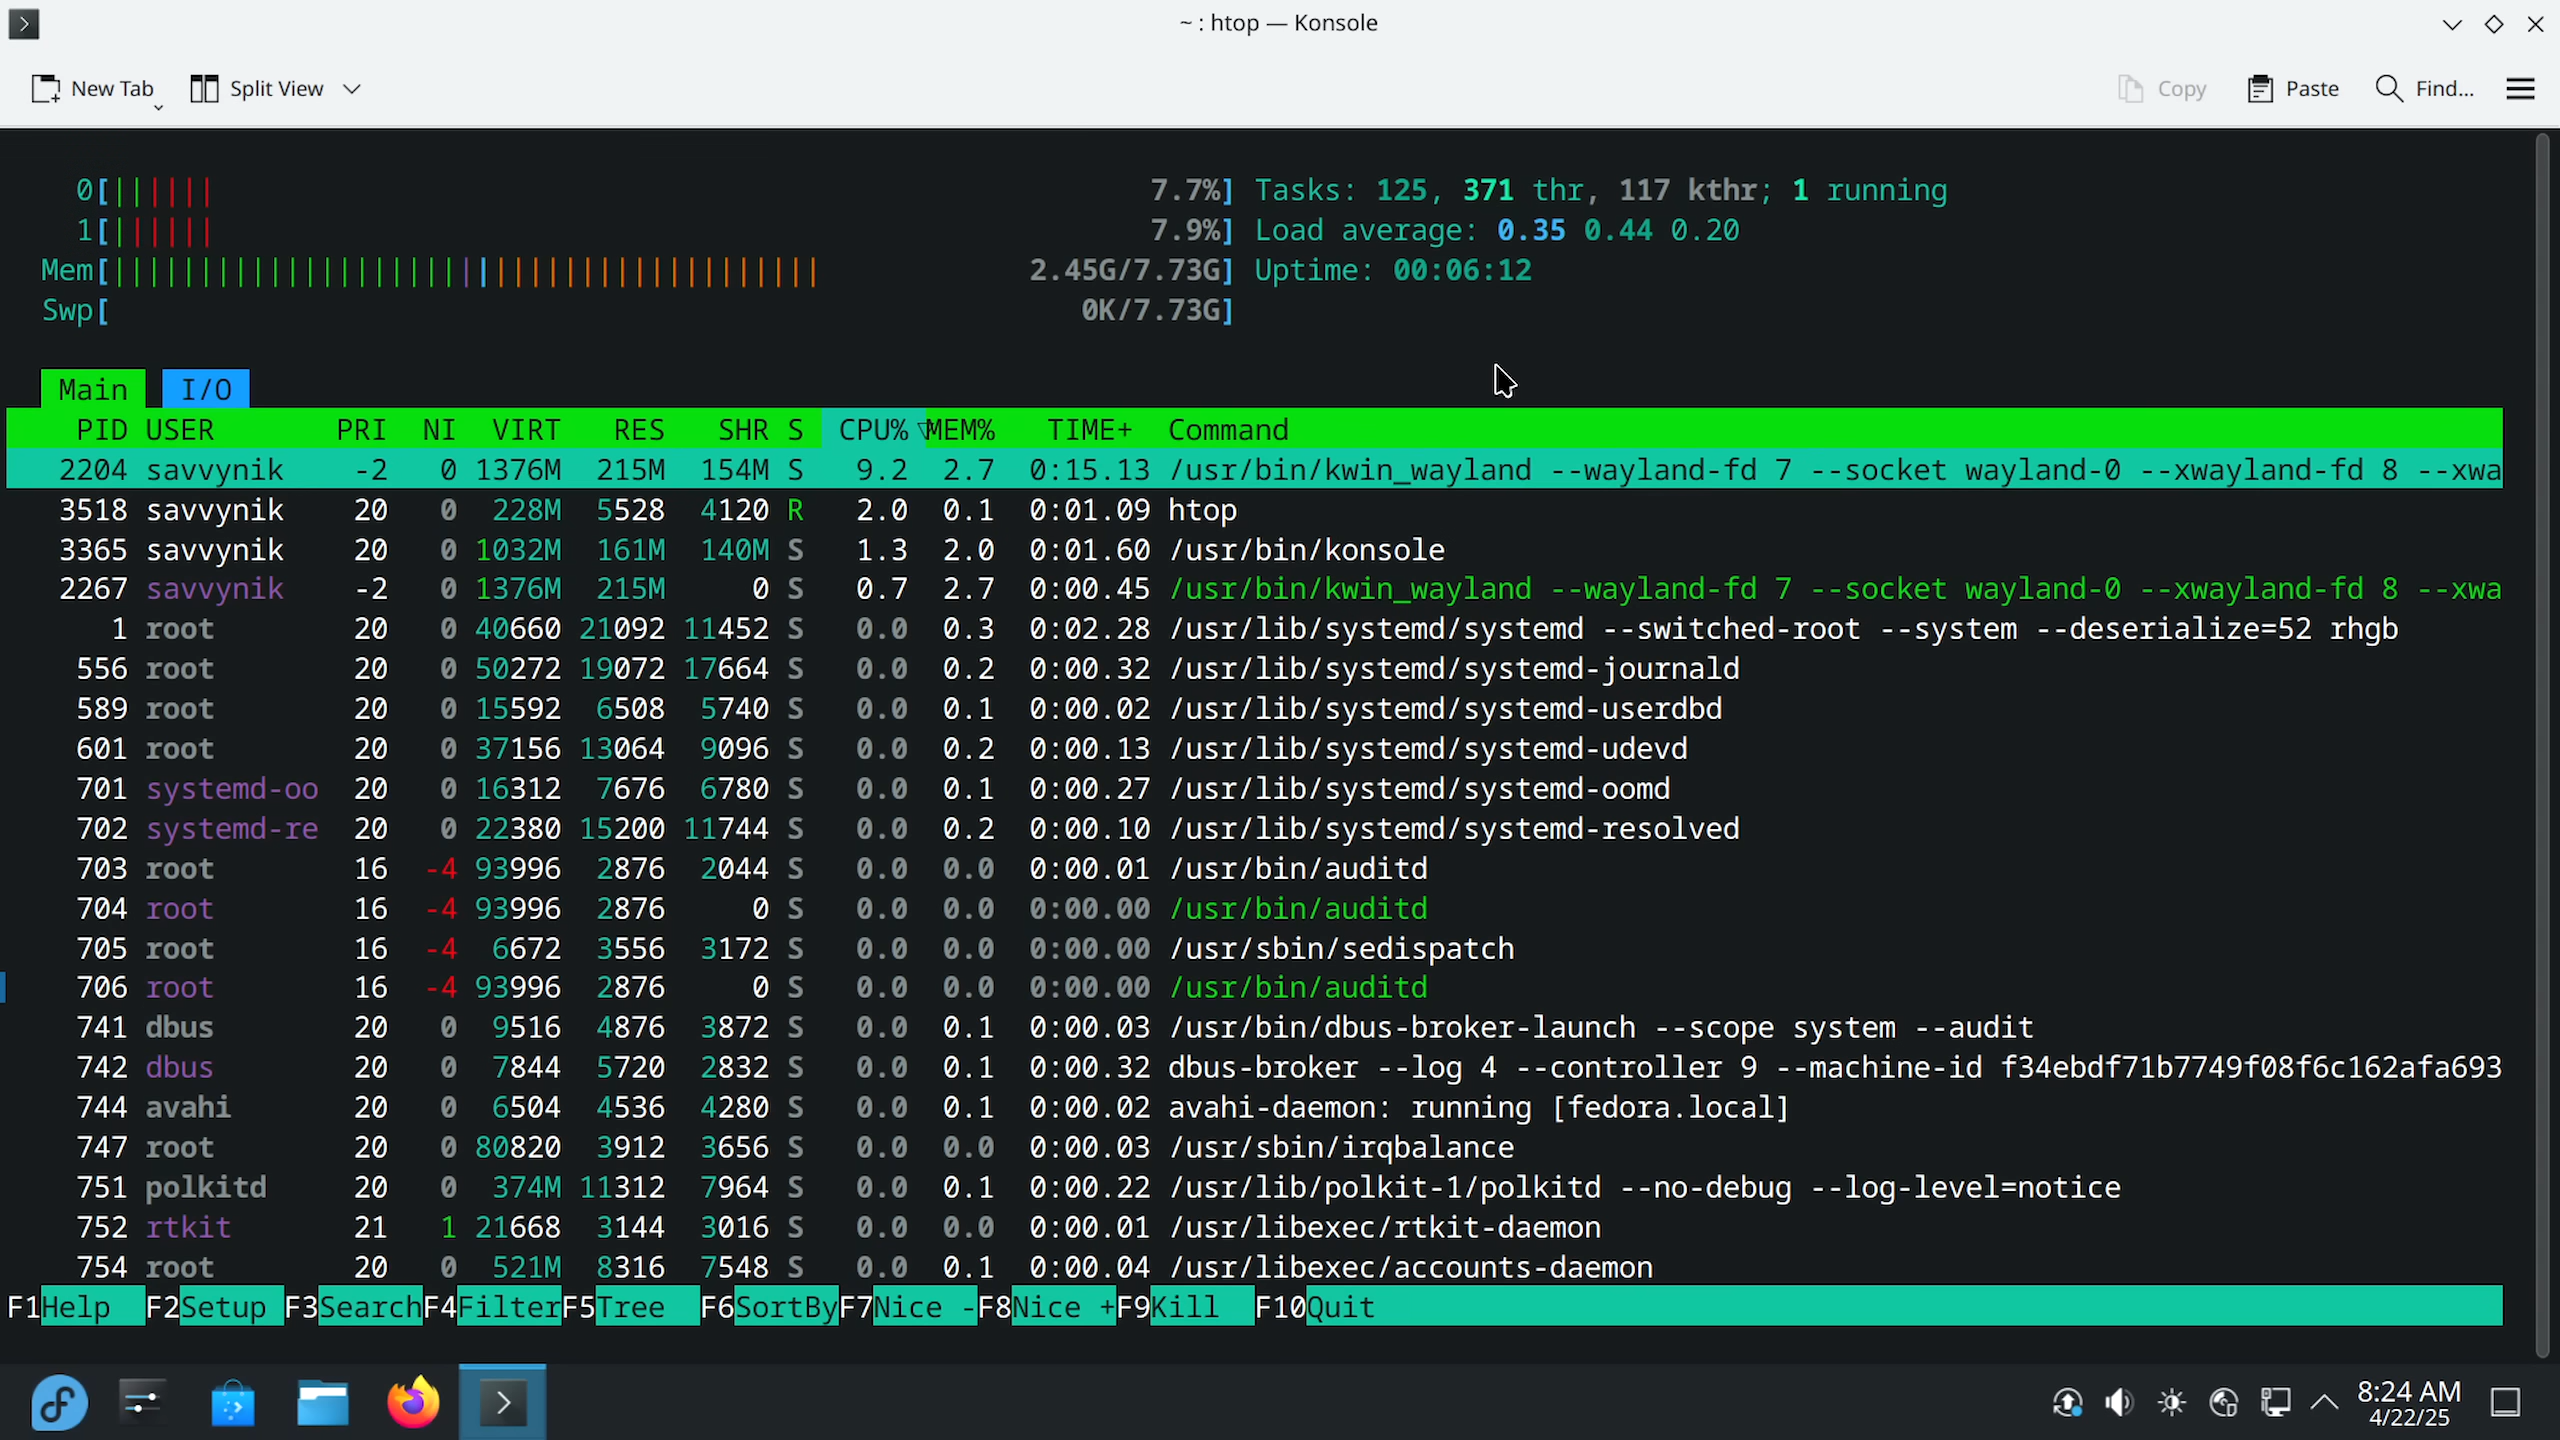 ~ : htop — Konsole
New Tab Split View Copy Paste Find...
0[||||||| 7.7%] Tasks: 125, 371 thr, 117 kthr; 1 running
1[||||||| 7.9%] Load average: 0.35 0.44 0.20
Mem[||||||||||||||||||||||||||||||||||||||||| 2.45G/7.73G] Uptime: 00:06:12
Swp[ 0K/7.73G]
Main I/O
PID USER PRI NI VIRT RES SHR S CPU%▽MEM% TIME+ Command
2204 savvynik -2 0 1376M 215M 154M S 9.2 2.7 0:15.13 /usr/bin/kwin_wayland --wayland-fd 7 --socket wayland-0 --xwayland-fd 8 --xwa
3518 savvynik 20 0 228M 5528 4120 R 2.0 0.1 0:01.09 htop
3365 savvynik 20 0 1032M 161M 140M S 1.3 2.0 0:01.60 /usr/bin/konsole
2267 savvynik -2 0 1376M 215M 0 S 0.7 2.7 0:00.45 /usr/bin/kwin_wayland --wayland-fd 7 --socket wayland-0 --xwayland-fd 8 --xwa
1 root 20 0 40660 21092 11452 S 0.0 0.3 0:02.28 /usr/lib/systemd/systemd --switched-root --system --deserialize=52 rhgb
556 root 20 0 50272 19072 17664 S 0.0 0.2 0:00.32 /usr/lib/systemd/systemd-journald
589 root 20 0 15592 6508 5740 S 0.0 0.1 0:00.02 /usr/lib/systemd/systemd-userdbd
601 root 20 0 37156 13064 9096 S 0.0 0.2 0:00.13 /usr/lib/systemd/systemd-udevd
701 systemd-oo 20 0 16312 7676 6780 S 0.0 0.1 0:00.27 /usr/lib/systemd/systemd-oomd
702 systemd-re 20 0 22380 15200 11744 S 0.0 0.2 0:00.10 /usr/lib/systemd/systemd-resolved
703 root 16 -4 93996 2876 2044 S 0.0 0.0 0:00.01 /usr/bin/auditd
704 root 16 -4 93996 2876 0 S 0.0 0.0 0:00.00 /usr/bin/auditd
705 root 16 -4 6672 3556 3172 S 0.0 0.0 0:00.00 /usr/sbin/sedispatch
706 root 16 -4 93996 2876 0 S 0.0 0.0 0:00.00 /usr/bin/auditd
741 dbus 20 0 9516 4876 3872 S 0.0 0.1 0:00.03 /usr/bin/dbus-broker-launch --scope system --audit
742 dbus 20 0 7844 5720 2832 S 0.0 0.1 0:00.32 dbus-broker --log 4 --controller 9 --machine-id f34ebdf71b7749f08f6c162afa693
744 avahi 20 0 6504 4536 4280 S 0.0 0.1 0:00.02 avahi-daemon: running [fedora.local]
747 root 20 0 80820 3912 3656 S 0.0 0.0 0:00.03 /usr/sbin/irqbalance
751 polkitd 20 0 374M 11312 7964 S 0.0 0.1 0:00.22 /usr/lib/polkit-1/polkitd --no-debug --log-level=notice
752 rtkit 21 1 21668 3144 3016 S 0.0 0.0 0:00.01 /usr/libexec/rtkit-daemon
754 root 20 0 521M 8316 7548 S 0.0 0.1 0:00.04 /usr/libexec/accounts-daemon
F1Help F2Setup F3SearchF4FilterF5Tree F6SortByF7Nice -F8Nice +F9Kill F10Quit
8:24 AM
4/22/25